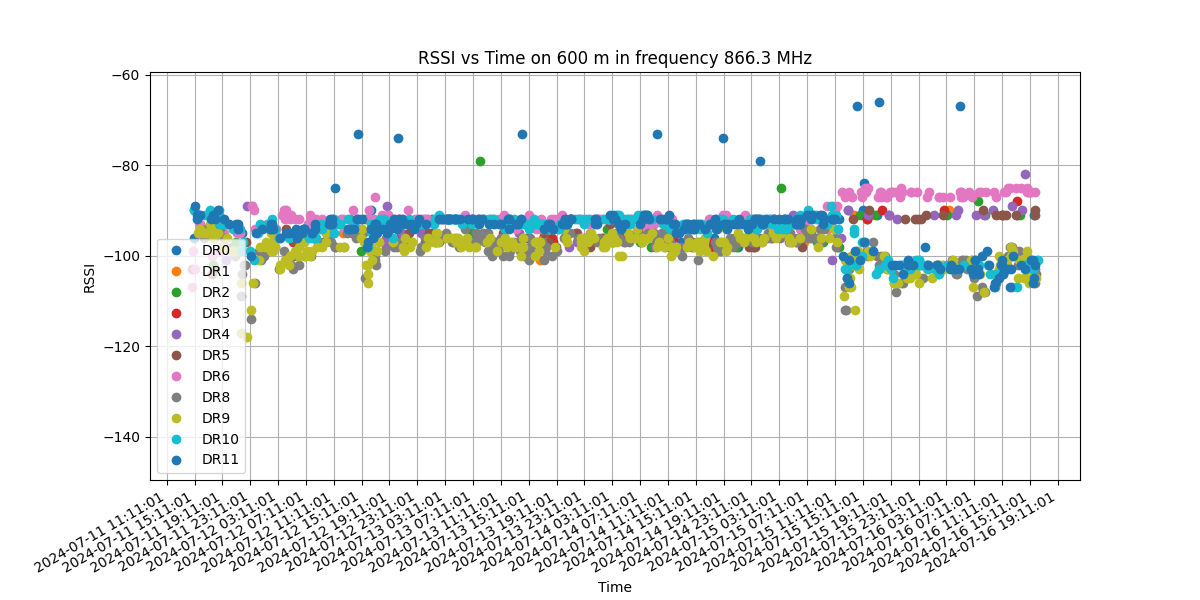 RSSI vs Time on 600 m in frequency 866.3 MHz
−60
−80
−100
−120
−140
RSSI
DR0
DR1
DR2
DR3
DR4
DR5
DR6
DR8
DR9
DR10
DR11
2024-07-11 11:11:01
2024-07-11 15:11:01
2024-07-11 19:11:01
2024-07-11 23:11:01
2024-07-12 03:11:01
2024-07-12 07:11:01
2024-07-12 11:11:01
2024-07-12 15:11:01
2024-07-12 19:11:01
2024-07-12 23:11:01
2024-07-13 03:11:01
2024-07-13 07:11:01
2024-07-13 11:11:01
2024-07-13 15:11:01
2024-07-13 19:11:01
2024-07-13 23:11:01
2024-07-14 03:11:01
2024-07-14 07:11:01
2024-07-14 11:11:01
2024-07-14 15:11:01
2024-07-14 19:11:01
2024-07-14 23:11:01
2024-07-15 03:11:01
2024-07-15 07:11:01
2024-07-15 11:11:01
2024-07-15 15:11:01
2024-07-15 19:11:01
2024-07-15 23:11:01
2024-07-16 03:11:01
2024-07-16 07:11:01
2024-07-16 11:11:01
2024-07-16 15:11:01
2024-07-16 19:11:01
Time